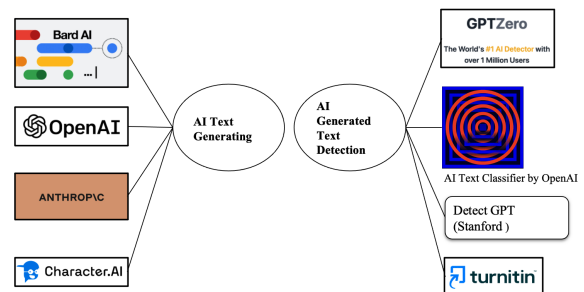 Bard AI
...|
OpenAI
ANTHROP\C
Character.AI
AI Text
Generating
AI
Generated
Text
Detection
GPTZero
The World's #1 AI Detector with
over 1 Million Users
AI Text Classifier by OpenAI
Detect GPT
(Stanford )
turnitin